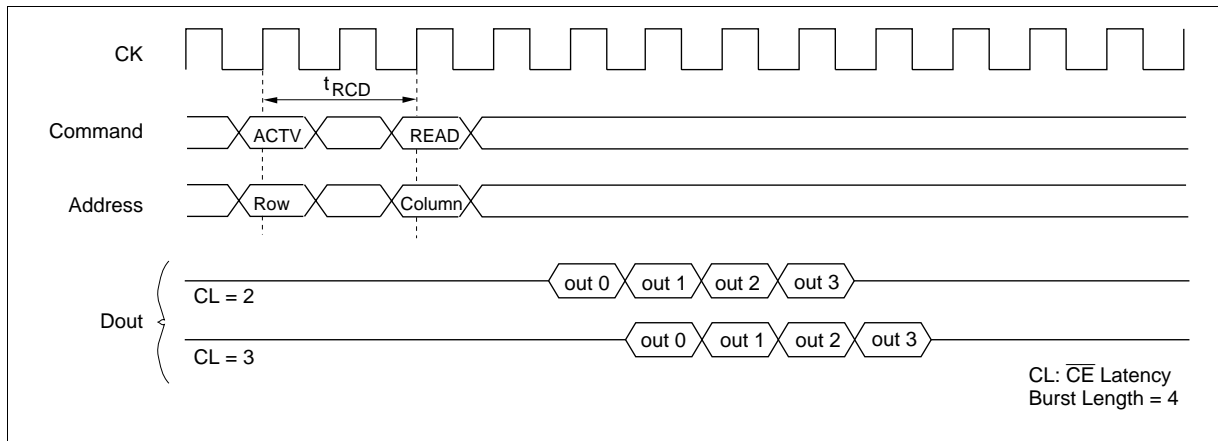 CK
tRCD
Command
ACTV
READ
Address
Row
Column
out 0 out 1 out 2 out 3
CL = 2
Dout
out 0 out 1 out 2 out 3
CL = 3
CL: C̅E̅ Latency
Burst Length = 4